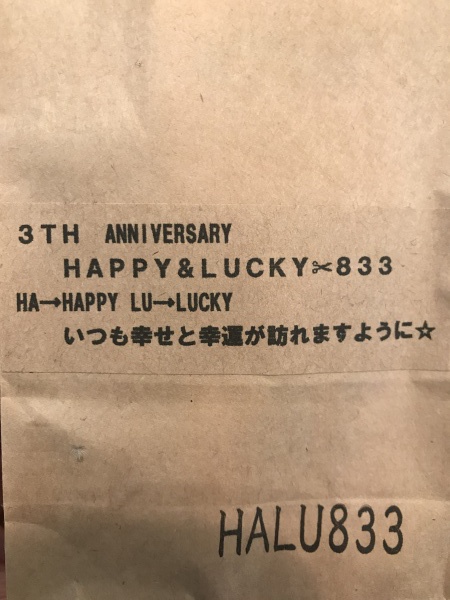 ３ＴＨ ANNIVERSARY
ＨＡＰＰＹ＆ＬＵＣＫＹ✂８３３
HA→HAPPY LU→LUCKY
いつも幸せと幸運が訪れますように☆
HALU833